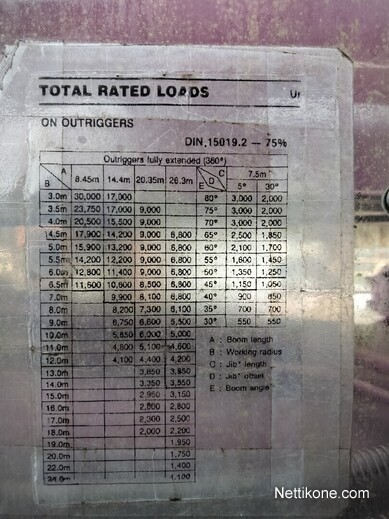 TOTAL RATED LOADS
ON OUTRIGGERS
DIN.15019.2 — 75%
Outriggers fully extended (360°) C 7.5m
A B 8.45m 14.4m 20.35m 26.3m E D 5° 30°
3.0m 30,000 17,000 80° 3,000 2,000
3.5m 23,750 17,000 9,000 75° 3,000 2,000
4.0m 20,500 15,500 9,000 70° 3,000 2,000
4.5m 17,900 14,200 9,000 6,800 65° 2,500 1,850
5.0m 15,900 13,200 9,000 6,800 60° 2,100 1,700
5.5m 14,200 12,200 9,000 6,800 55° 1,600 1,450
6.0m 12,800 11,400 9,000 6,800 50° 1,350 1,250
6.5m 11,500 10,600 8,500 6,800 45° 1,150 1,050
7.0m 9,900 8,100 6,800 40° 900 850
8.0m 8,200 7,300 6,100 35° 700 700
9.0m 6,750 6,600 5,500 30° 550 550
10.0m 5,650 6,000 5,000
11.0m 4,800 5,100 4,600
12.0m 4,100 4,400 4,200
13.0m 3,850 3,850
14.0m 3,350 3,550
15.0m 2,950 3,150
16.0m 2,600 2,800
17.0m 2,300 2,500
18.0m 2,000 2,200
19.0m 1,950
20.0m 1,750
22.0m 1,400
24.0m 1,100
A : Boom length
B : Working radius
C : Jib* length
D : Jib* offset
E : Boom angle
Nettikone.com